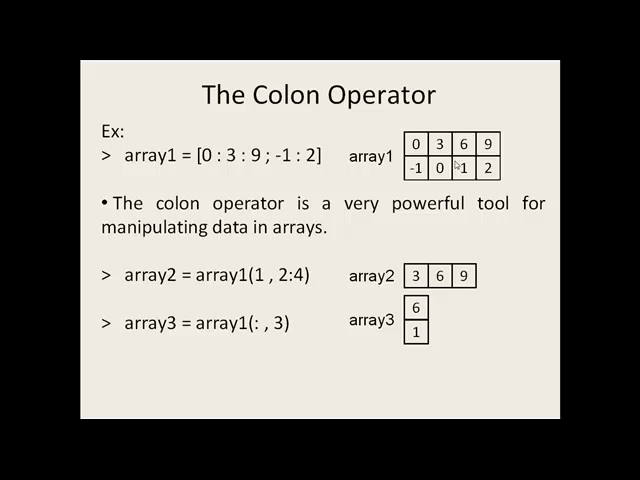 The Colon Operator
Ex:
> array1 = [0 : 3 : 9 ; -1 : 2]
array1
0 3 6 9
-1 0 1 2
• The colon operator is a very powerful tool for
manipulating data in arrays.
> array2 = array1(1 , 2:4)
array2
3 6 9
> array3 = array1(: , 3)
array3
6
1